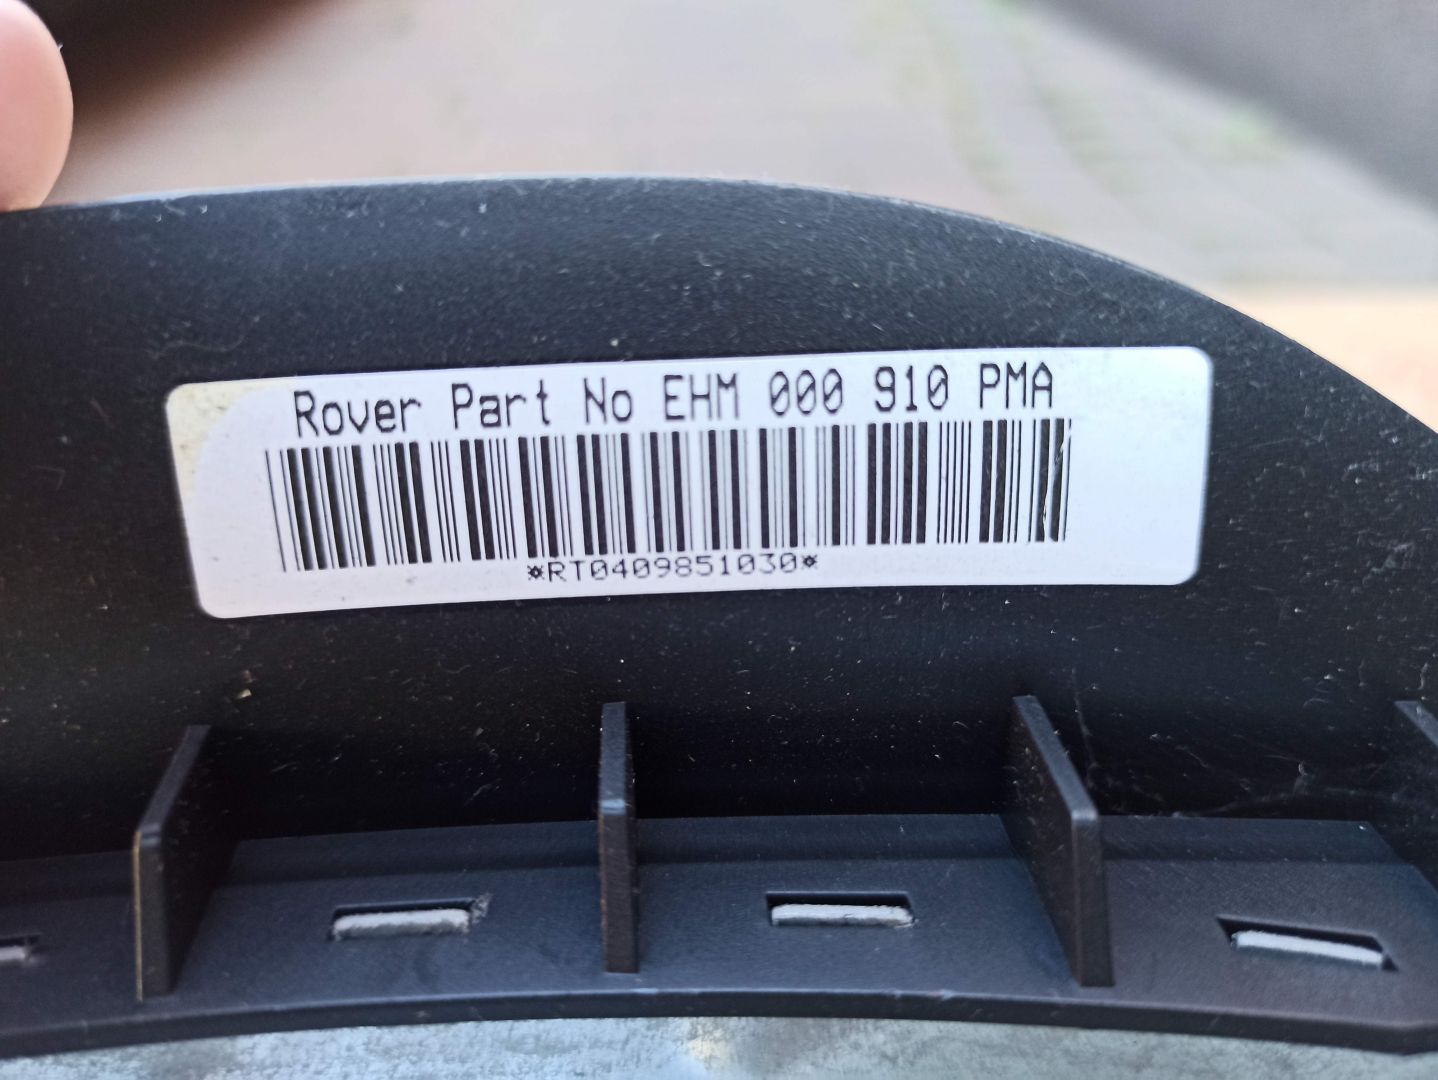 Rover Part No EHM 000 910 PMA
*RT0409851030*